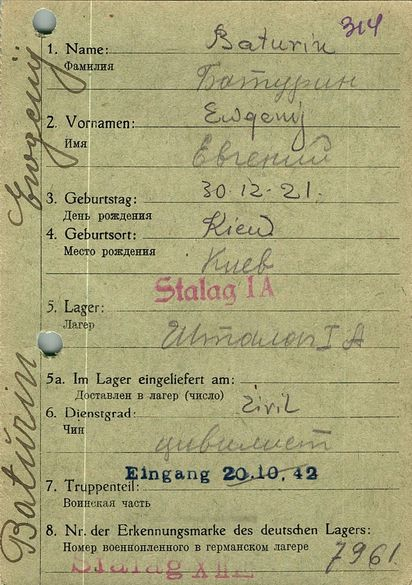 314
1. Name: Baturin
Фамилия Батурин
2. Vornamen: Ewgenij
Имя Евгений
3. Geburtstag: 30.12.21.
День рождения
4. Geburtsort: Kiew
Место рождения Киев
Stalag IA
5. Lager:
Лагерь Шталаг IA
5a. Im Lager eingeliefert am:
Доставлен в лагерь (число)
6. Dienstgrad: Zivil
Чин цивилист
Eingang 20.10.42
7. Truppenteil:
Воинская часть
8. Nr. der Erkennungsmarke des deutschen Lagers:
Номер военнопленного в германском лагере 7961
Stalag
Baturin Ewgenij